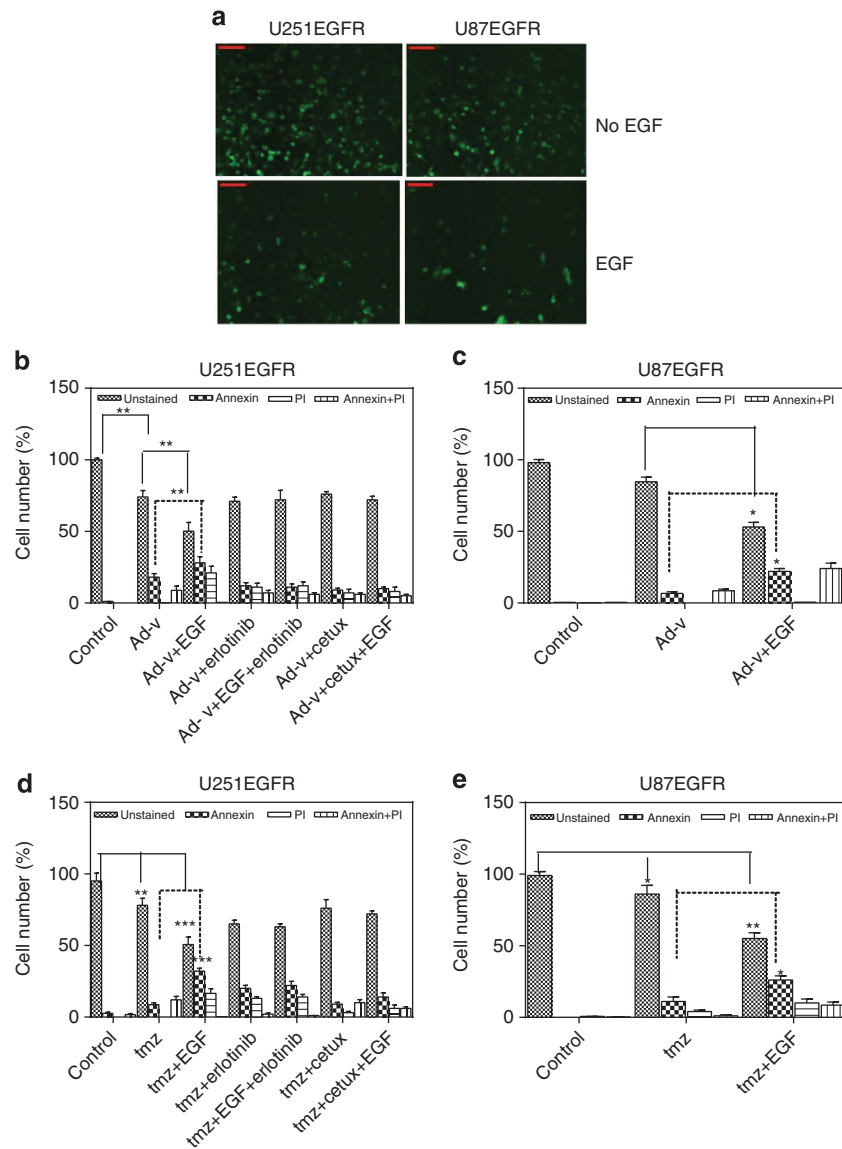 a
U251EGFR U87EGFR
No EGF
EGF
b
U251EGFR
Cell number (%)
150
100
50
0
Unstained Annexin PI Annexin+PI
**
**
**
Control
Ad-v
Ad-v+EGF
Ad-v+erlotinib
Ad- v+EGF+erlotinib
Ad-v+cetux
Ad-v+cetux+EGF
c
U87EGFR
Cell number (%)
150
100
50
0
Unstained Annexin PI Annexin+PI
*
*
Control
Ad-v
Ad-v+EGF
d
U251EGFR
Cell number (%)
150
100
50
0
Unstained Annexin PI Annexin+PI
**
***
***
Control
tmz
tmz+EGF
tmz+erlotinib
tmz+EGF+erlotinib
tmz+cetux
tmz+cetux+EGF
e
U87EGFR
Cell number (%)
150
100
50
0
Unstained Annexin PI Annexin+PI
*
**
*
Control
tmz
tmz+EGF